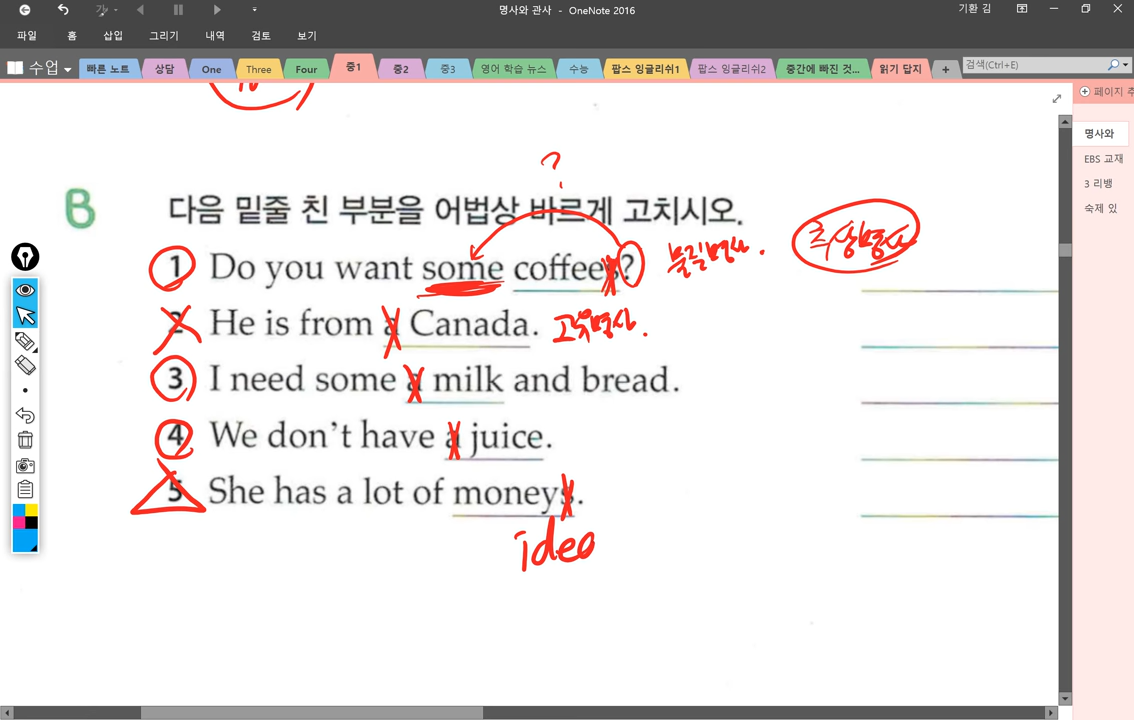 명사와 관사 - OneNote 2016
기환 김
파일 홈 삽입 그리기 내역 검토 보기
수업 빠른 노트 상담 One Three Four 중1 중2 중3 영어 학습 뉴스 수능 팝스 잉글리쉬1 팝스 잉글리쉬2 중간에 빠진 것... 읽기 답지 + 검색(Ctrl+E)
페이지 추
명사와
EBS 교재
3 리뱅
숙제 있
?
B 다음 밑줄 친 부분을 어법상 바르게 고치시오.
1 Do you want some coffees? 물질명사. 추상명사
2 He is from a Canada. 고유명사.
3 I need some a milk and bread.
4 We don't have a juice.
5 She has a lot of moneys.
idea